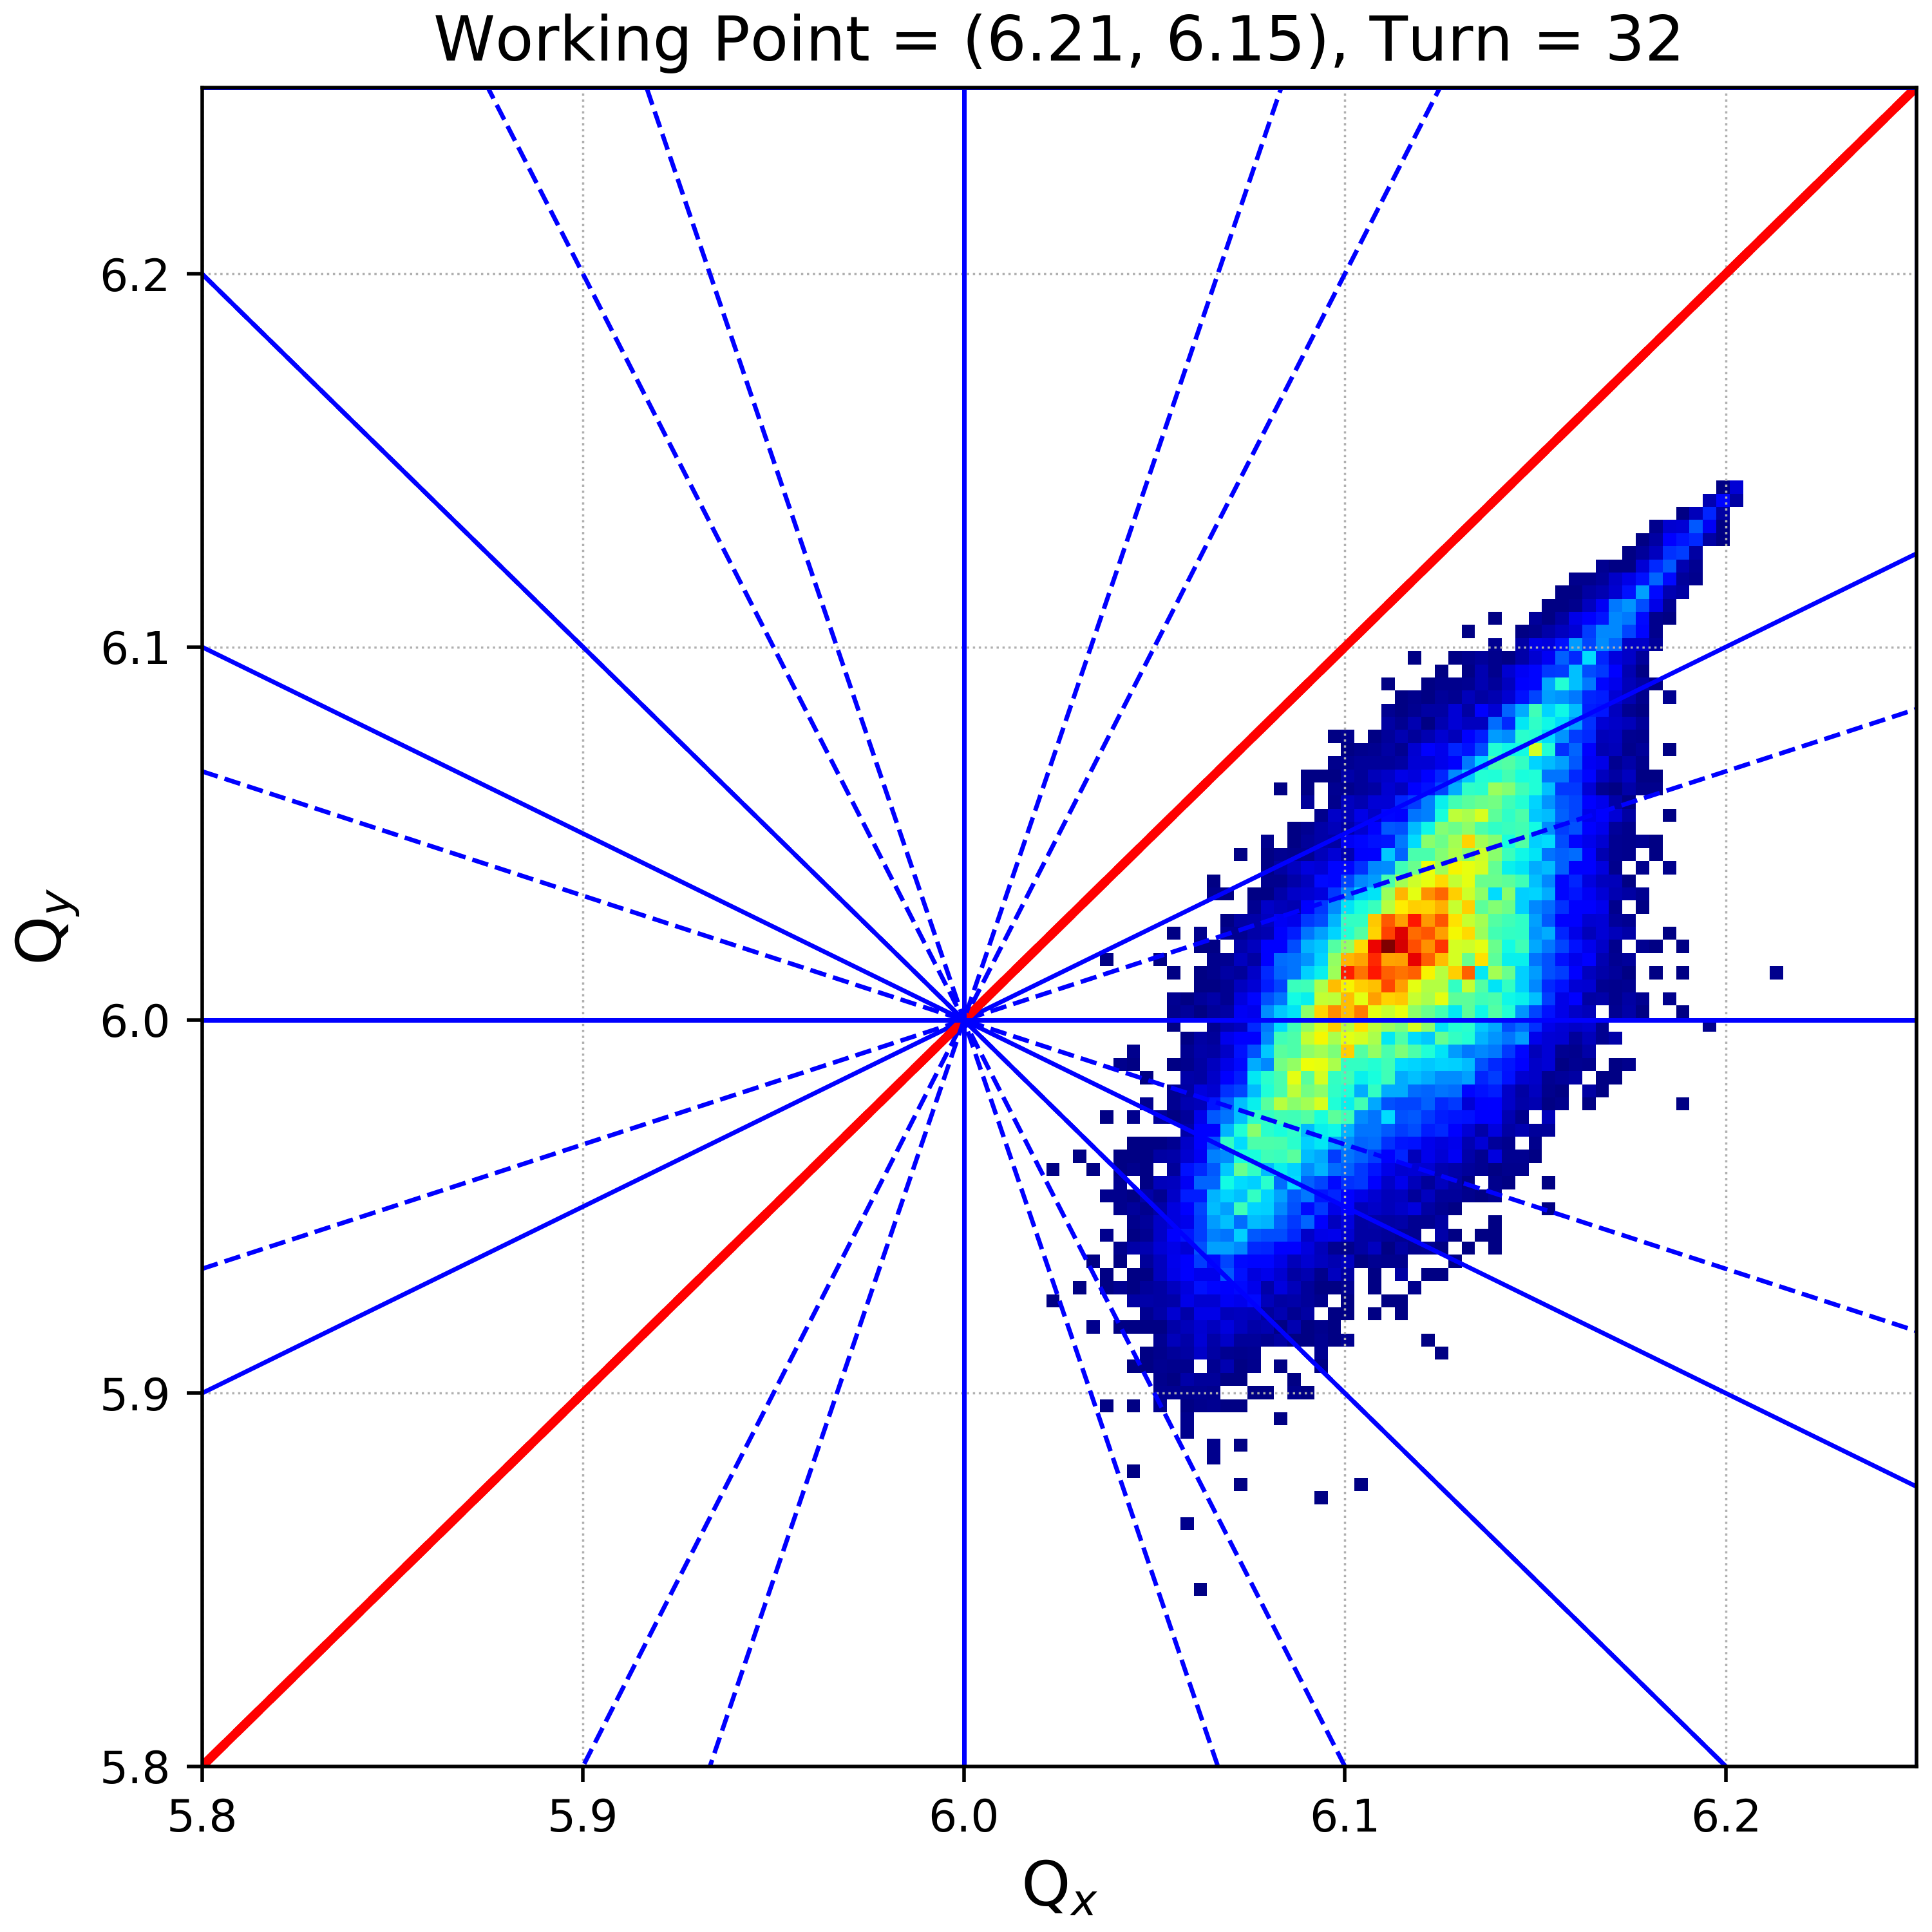 Working Point = (6.21, 6.15), Turn = 32
6.2
6.1
6.0
5.9
5.8
Qy
5.8 5.9 6.0 6.1 6.2
Qx